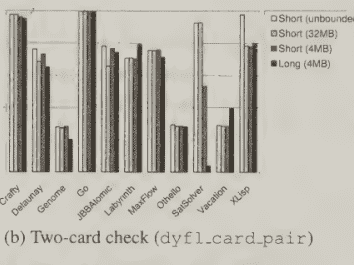 Short (unbounded
Short (32MB)
Short (4MB)
Long (4MB)
Crafty
Delaunay
Genome
Go
JBBAtomic
Labyrinth
MaxFlow
Othello
SatSolver
Vacation
XLisp
(b) Two-card check (dyfl_card_pair)